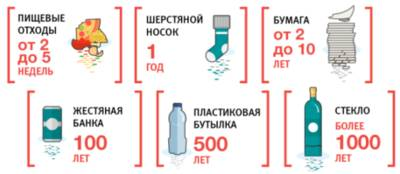 ПИЩЕВЫЕ
ОТХОДЫ
от 2
до 5
НЕДЕЛЬ
ШЕРСТЯНОЙ
НОСОК
1
ГОД
БУМАГА
от 2
до 10
ЛЕТ
ЖЕСТЯНАЯ
БАНКА
100
ЛЕТ
ПЛАСТИКОВАЯ
БУТЫЛКА
500
ЛЕТ
СТЕКЛО
БОЛЕЕ
1000
ЛЕТ